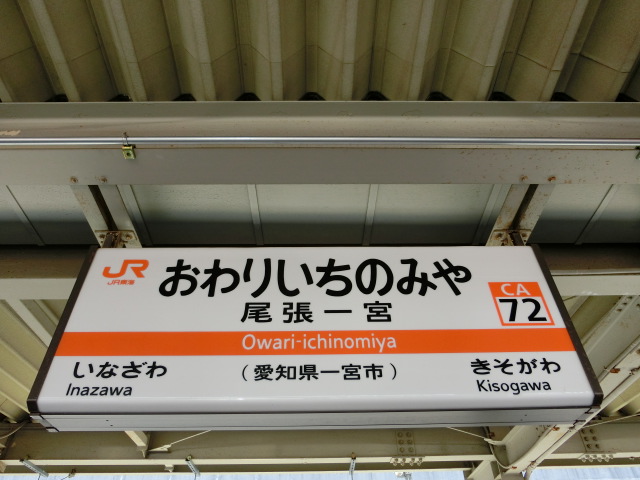 JR
JR東海
おわりいちのみや
尾張一宮
CA
72
Owari-ichinomiya
いなざわ
Inazawa
(愛知県一宮市)
きそがわ
Kisogawa